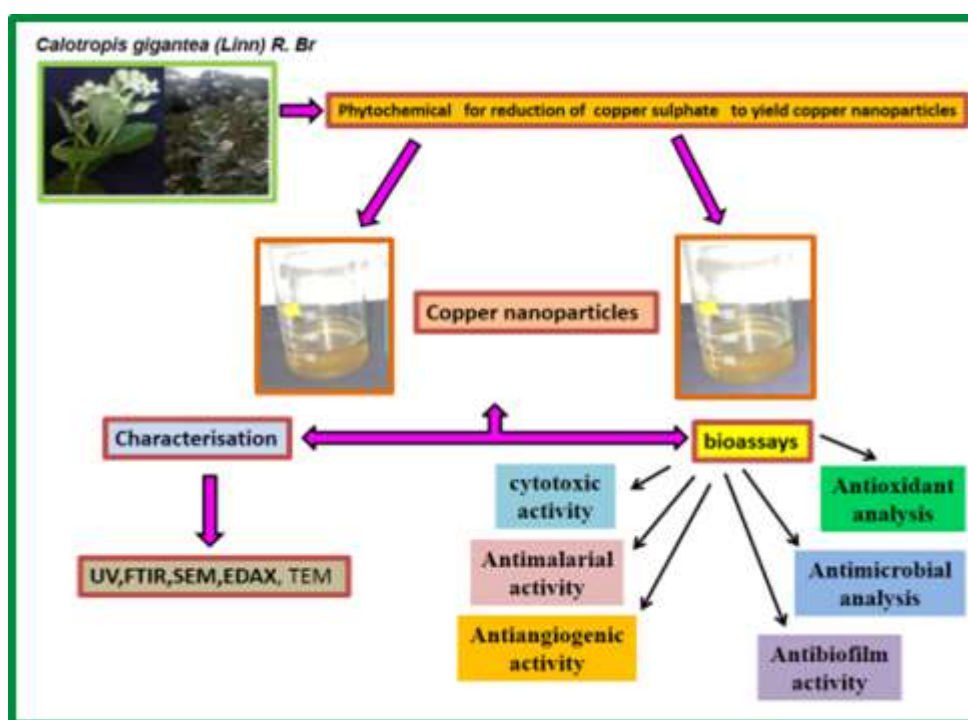 Calotropis gigantea (Linn) R. Br
Phytochemical for reduction of copper sulphate to yield copper nanoparticles
Copper nanoparticles
Characterisation
bioassays
cytotoxic
activity
Antioxidant
analysis
Antimalarial
activity
UV,FTIR,SEM,EDAX, TEM
Antimicrobial
analysis
Antiangiogenic
activity
Antibiofilm
activity